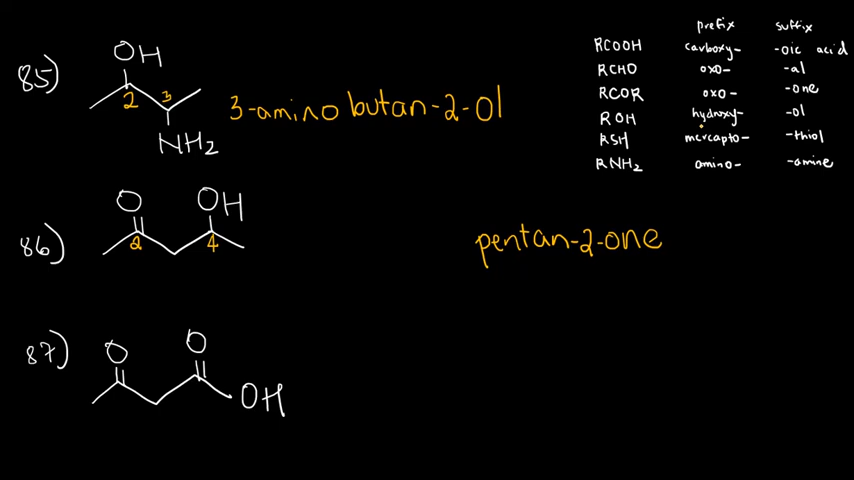 prefix suffix
RCOOH carboxy- -oic acid
RCHO oxo- -al
RCOR oxo- -one
ROH hydroxy- -ol
RSH mercapto- -thiol
RNH2 amino- -amine
85)
OH
2 3
NH2
3-amino butan-2-ol
86)
O OH
2 4
pentan-2-one
87)
O O
OH